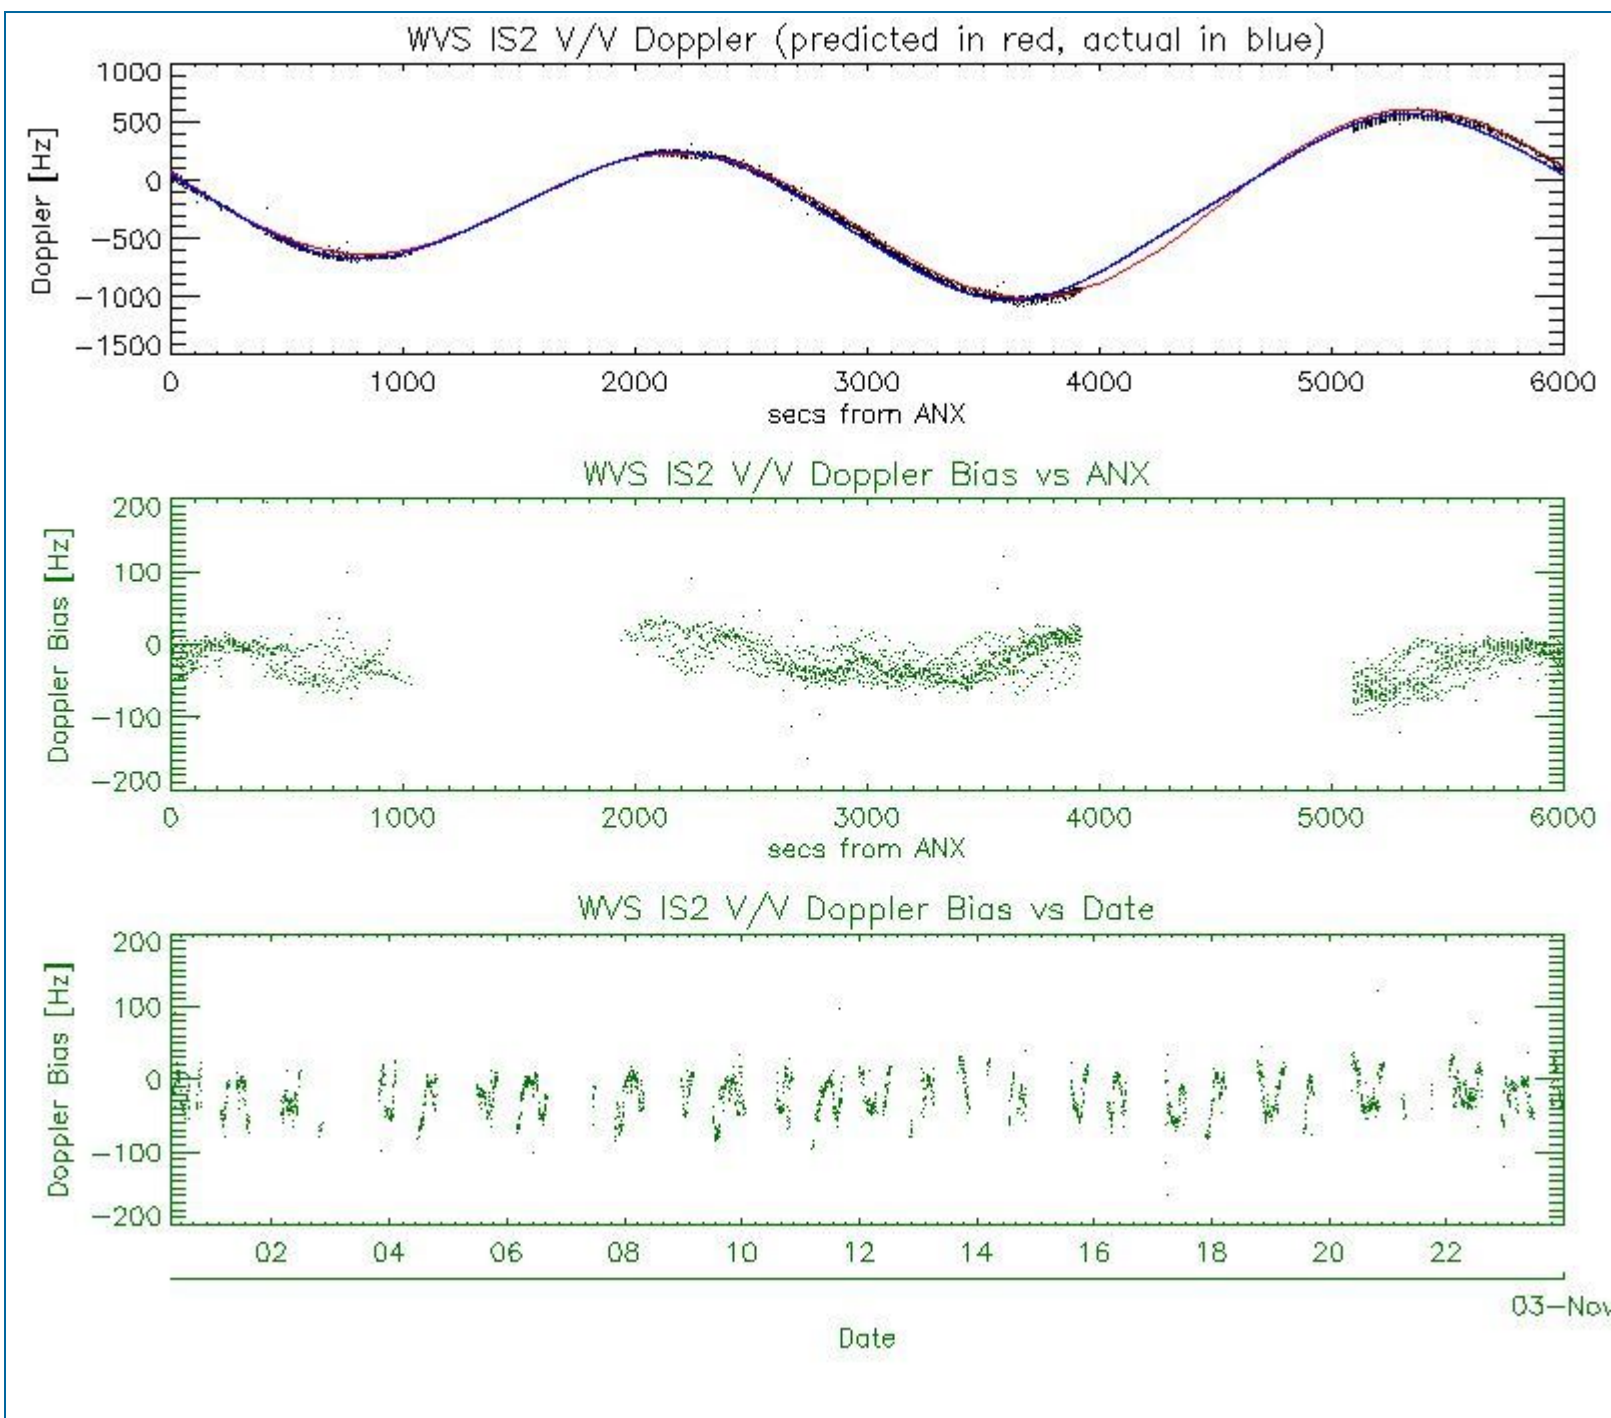 WVS IS2 V/V Doppler (predicted in red, actual in blue)
Doppler [Hz]
1000
500
0
−500
−1000
−1500
0 1000 2000 3000 4000 5000 6000
secs from ANX
WVS IS2 V/V Doppler Bias vs ANX
Doppler Bias [Hz]
200
100
0
−100
−200
0 1000 2000 3000 4000 5000 6000
secs from ANX
WVS IS2 V/V Doppler Bias vs Date
Doppler Bias [Hz]
200
100
0
−100
−200
02 04 06 08 10 12 14 16 18 20 22
03−Nov
Date